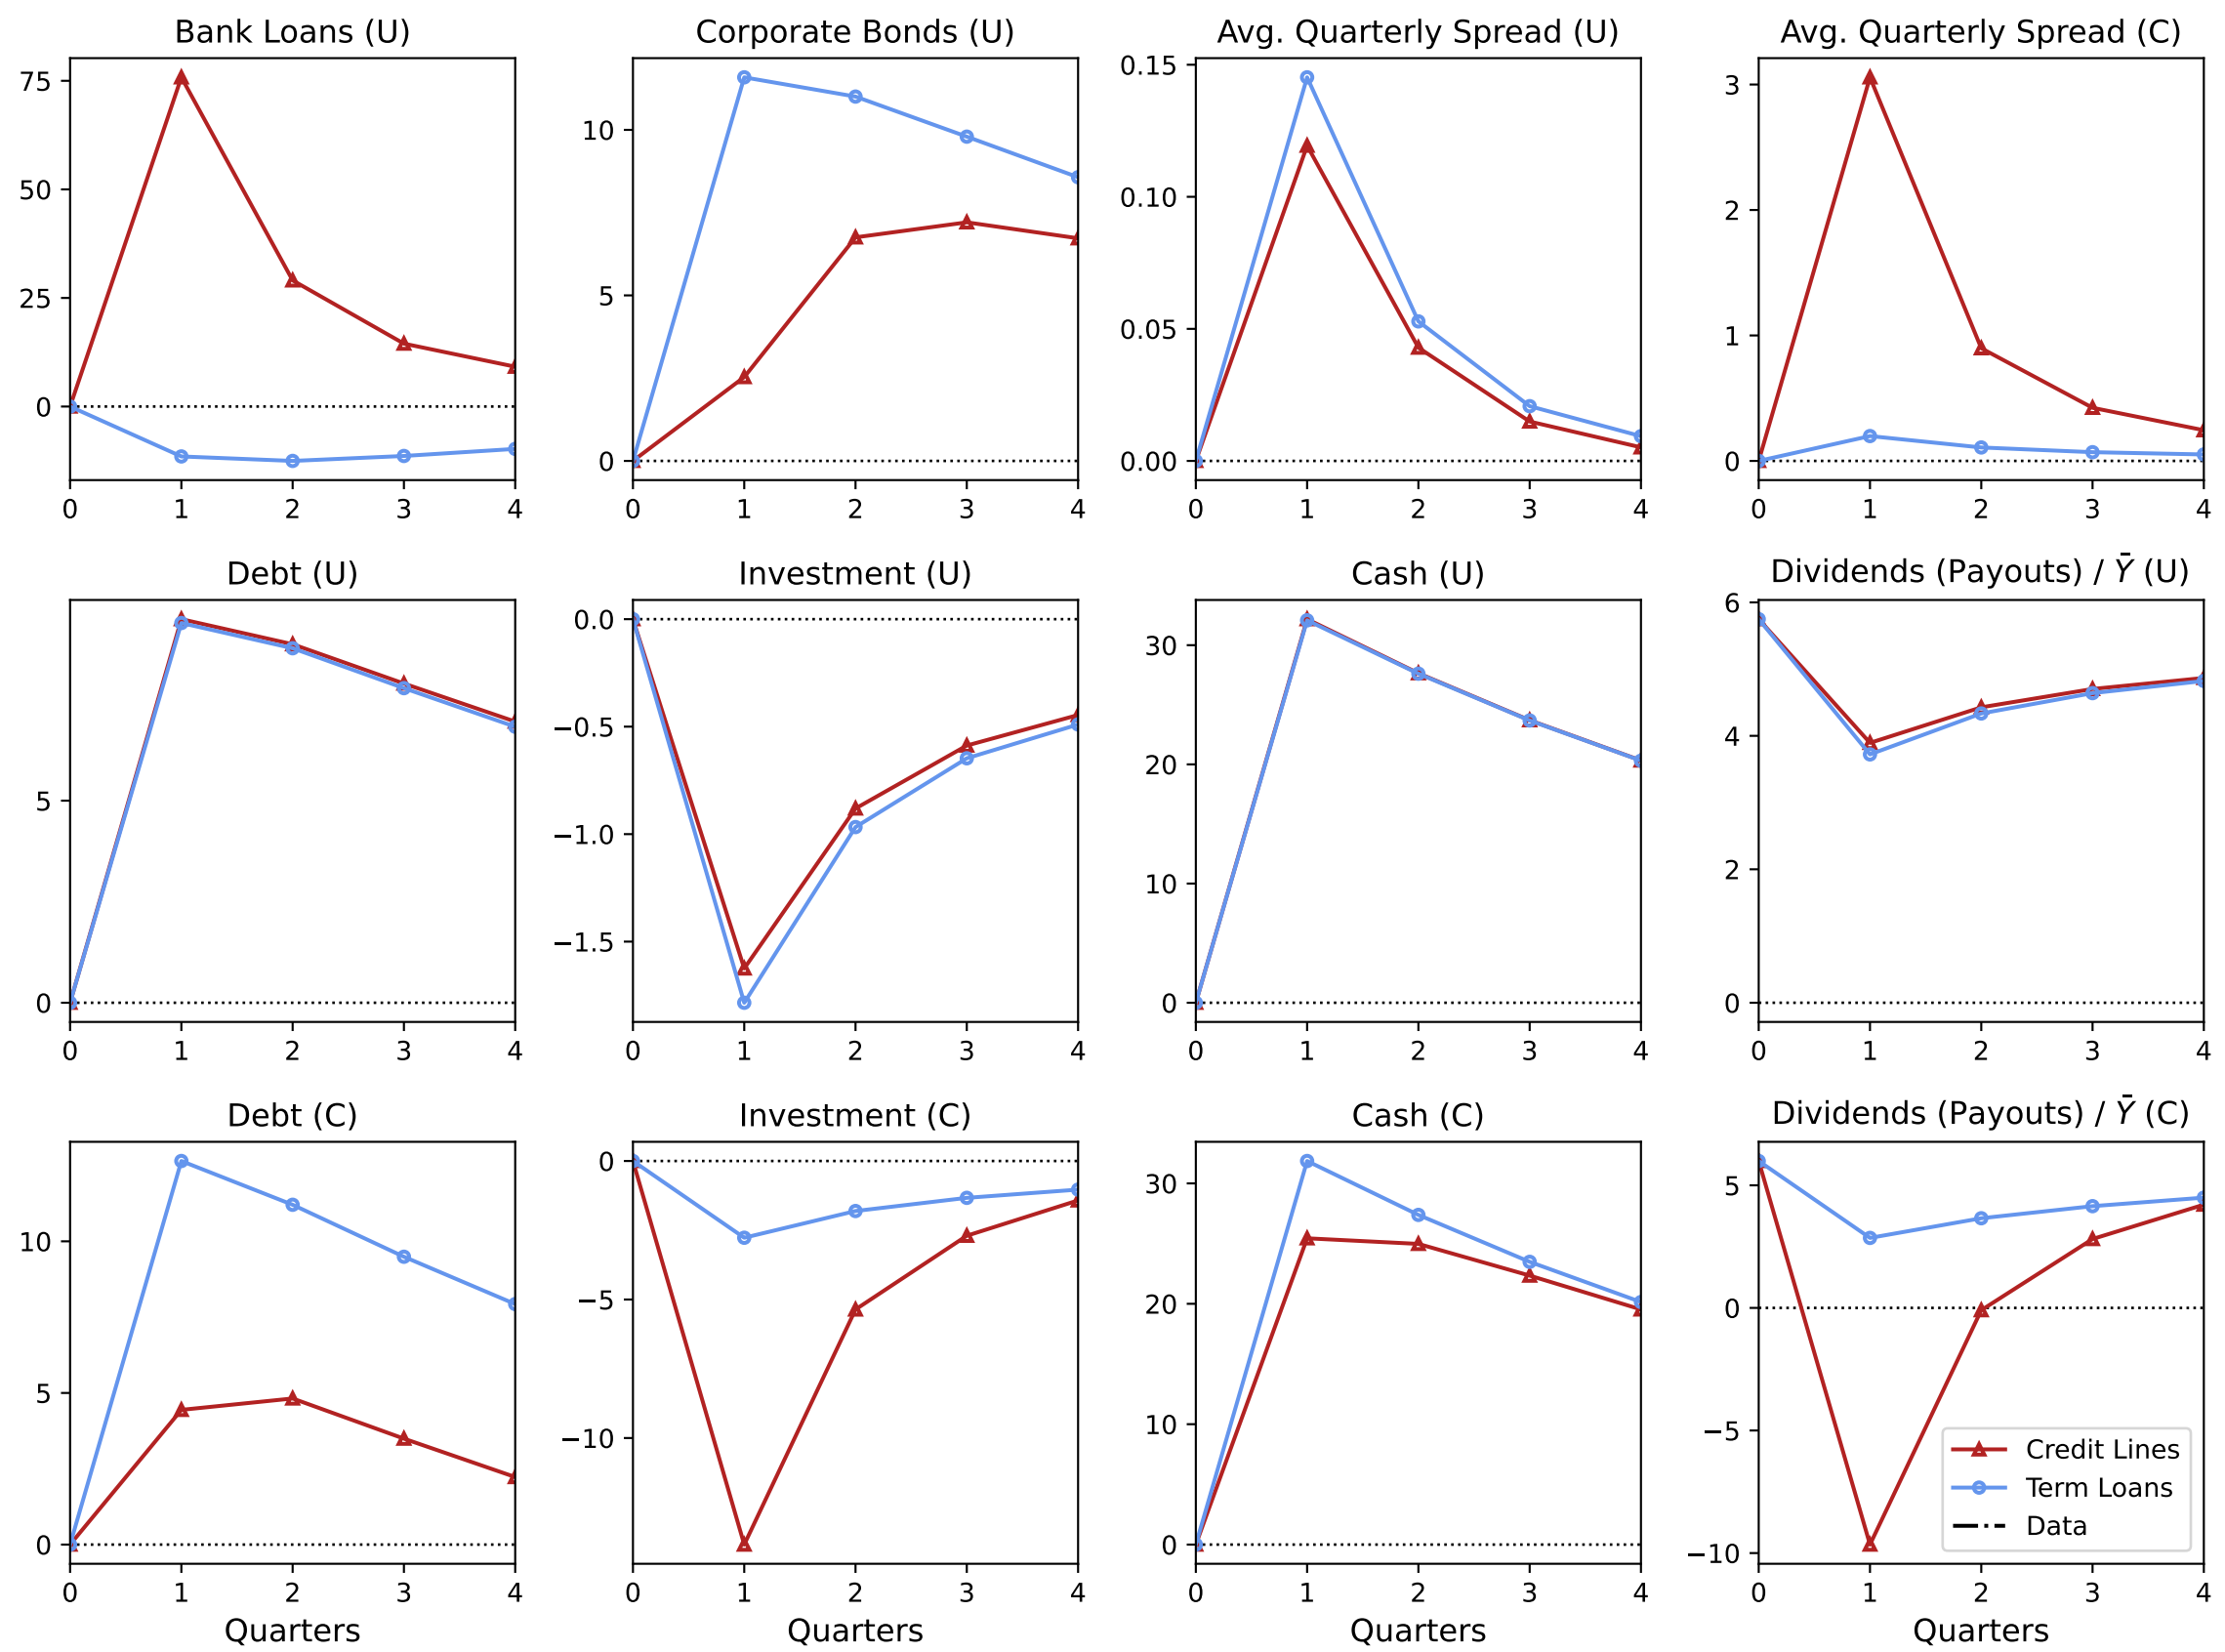 Bank Loans (U)
Corporate Bonds (U)
Avg. Quarterly Spread (U)
Avg. Quarterly Spread (C)
75
50
25
0
0 1 2 3 4
10
5
0
0 1 2 3 4
0.15
0.10
0.05
0.00
0 1 2 3 4
3
2
1
0
0 1 2 3 4
Debt (U)
Investment (U)
Cash (U)
Dividends (Payouts) / Ȳ (U)
5
0
0 1 2 3 4
0.0
−0.5
−1.0
−1.5
0 1 2 3 4
30
20
10
0
0 1 2 3 4
6
4
2
0
0 1 2 3 4
Debt (C)
Investment (C)
Cash (C)
Dividends (Payouts) / Ȳ (C)
10
5
0
0 1 2 3 4
Quarters
0
−5
−10
0 1 2 3 4
Quarters
30
20
10
0
0 1 2 3 4
Quarters
5
0
−5
−10
Credit Lines
Term Loans
Data
0 1 2 3 4
Quarters